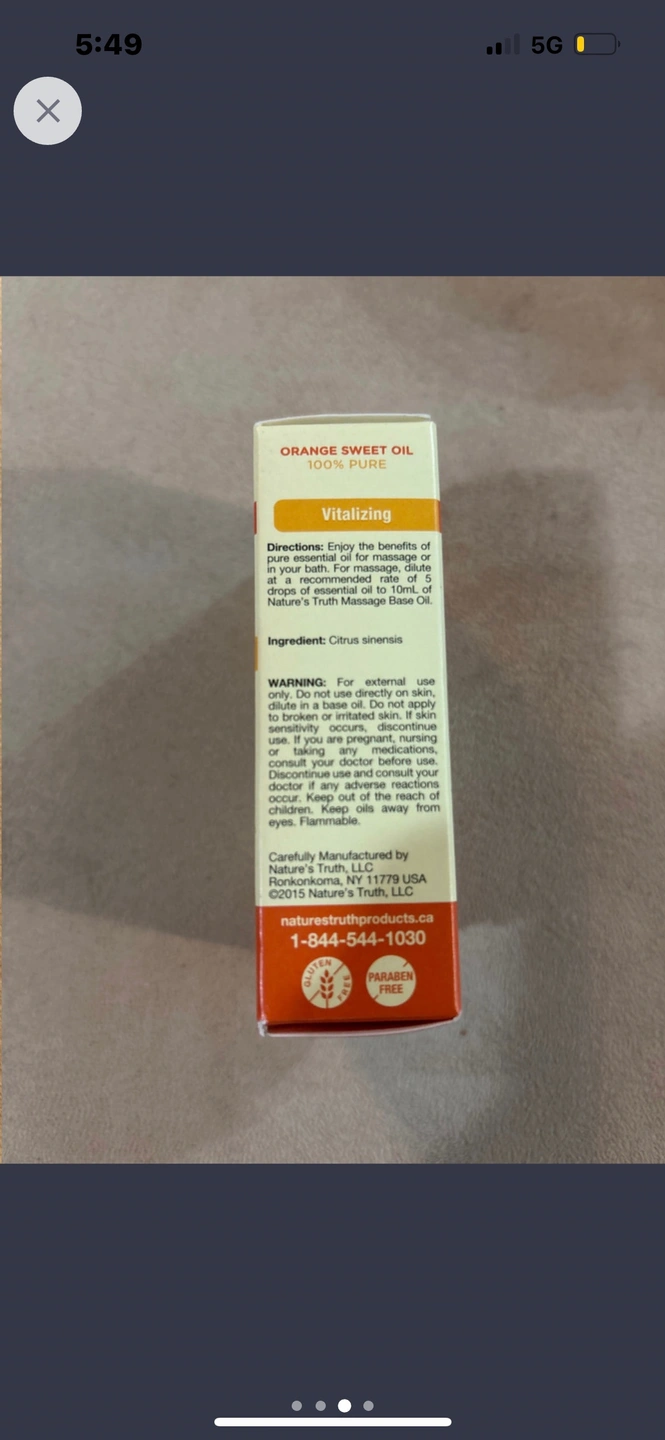 5:49
5G
ORANGE SWEET OIL
100% PURE
Vitalizing
Directions: Enjoy the benefits of
pure essential oil for massage or
in your bath. For massage, dilute
at a recommended rate of 5
drops of essential oil to 10mL of
Nature's Truth Massage Base Oil.
Ingredient: Citrus sinensis
WARNING: For external use
only. Do not use directly on skin,
dilute in a base oil. Do not apply
to broken or irritated skin. If skin
sensitivity occurs, discontinue
use. If you are pregnant, nursing
or taking any medications,
consult your doctor before use.
Discontinue use and consult your
doctor if any adverse reactions
occur. Keep out of the reach of
children. Keep oils away from
eyes. Flammable.
Carefully Manufactured by
Nature's Truth, LLC
Ronkonkoma, NY 11779 USA
©2015 Nature's Truth, LLC
naturestruthproducts.ca
1-844-544-1030
GLUTEN FREE
PARABEN
FREE